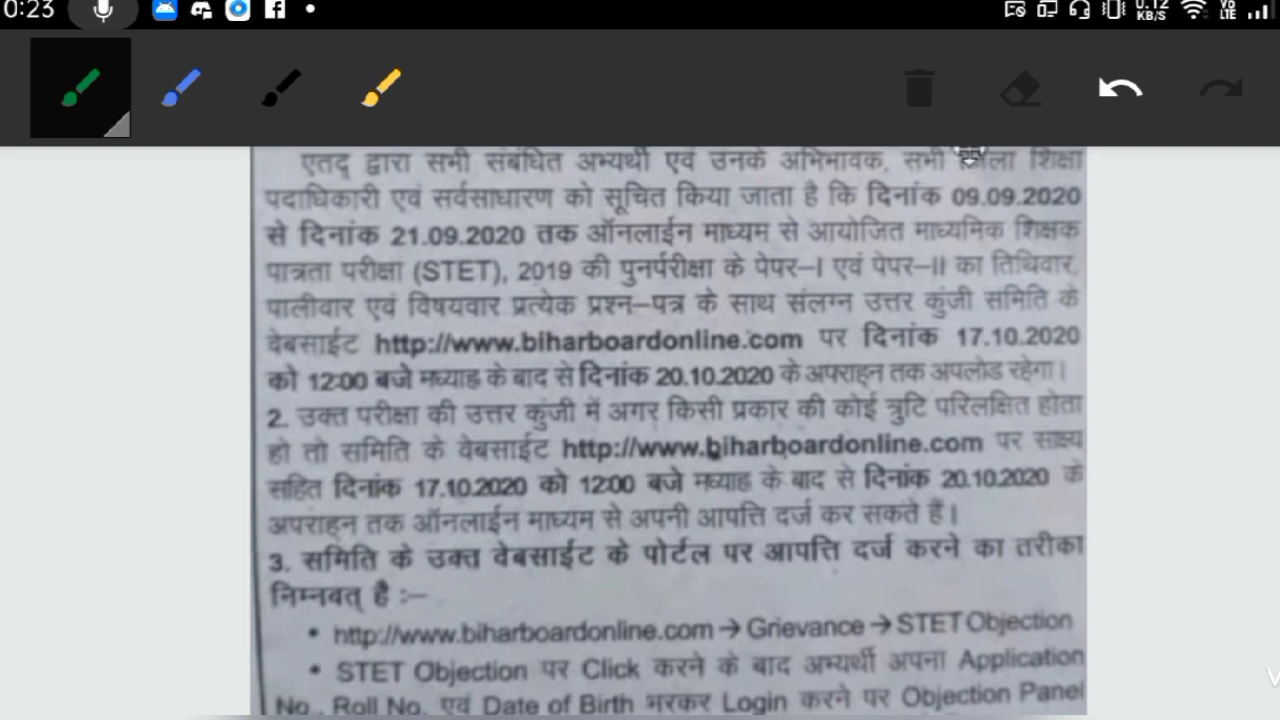 0:23
0.12
KB/S
Vo
LTE
एतद् द्वारा सभी संबंधित अभ्यर्थी एवं उनके अभिभावक, सभी जिला शिक्षा
पदाधिकारी एवं सर्वसाधारण को सूचित किया जाता है कि दिनांक 09.09.2020
से दिनांक 21.09.2020 तक ऑनलाईन माध्यम से आयोजित माध्यमिक शिक्षक
पात्रता परीक्षा (STET), 2019 की पुनर्परीक्षा के पेपर–I एवं पेपर–II का तिथिवार,
पालीवार एवं विषयवार प्रत्येक प्रश्न–पत्र के साथ संलग्न उत्तर कुंजी समिति के
वेबसाईट http://www.biharboardonline.com पर दिनांक 17.10.2020
को 12:00 बजे मध्याह्न के बाद से दिनांक 20.10.2020 के अपराह्न तक अपलोड रहेगा।
2. उक्त परीक्षा की उत्तर कुंजी में अगर किसी प्रकार की कोई त्रुटि परिलक्षित होता
हो तो समिति के वेबसाईट http://www.biharboardonline.com पर साक्ष्य
सहित दिनांक 17.10.2020 को 12:00 बजे मध्याह्न के बाद से दिनांक 20.10.2020 के
अपराह्न तक ऑनलाईन माध्यम से अपनी आपत्ति दर्ज कर सकते हैं।
3. समिति के उक्त वेबसाईट के पोर्टल पर आपत्ति दर्ज करने का तरीका
निम्नवत् है :–
• http://www.biharboardonline.com → Grievance → STET Objection
• STET Objection पर Click करने के बाद अभ्यर्थी अपना Application
No., Roll No. एवं Date of Birth भरकर Login करने पर Objection Panel